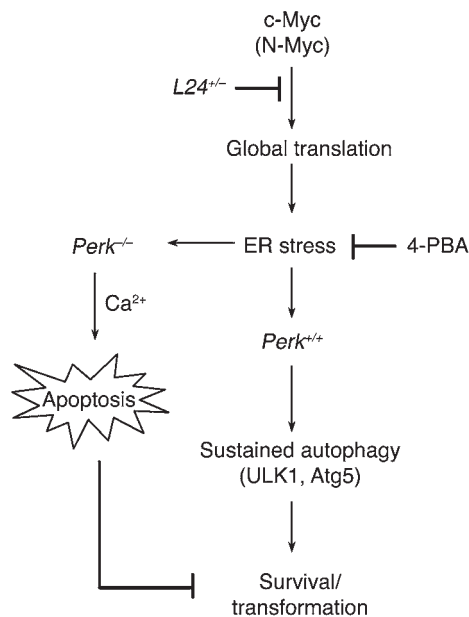 c-Myc
(N-Myc)
L24+/–
Global translation
Perk–/–
ER stress
4-PBA
Ca2+
Perk+/+
Apoptosis
Sustained autophagy
(ULK1, Atg5)
Survival/
transformation